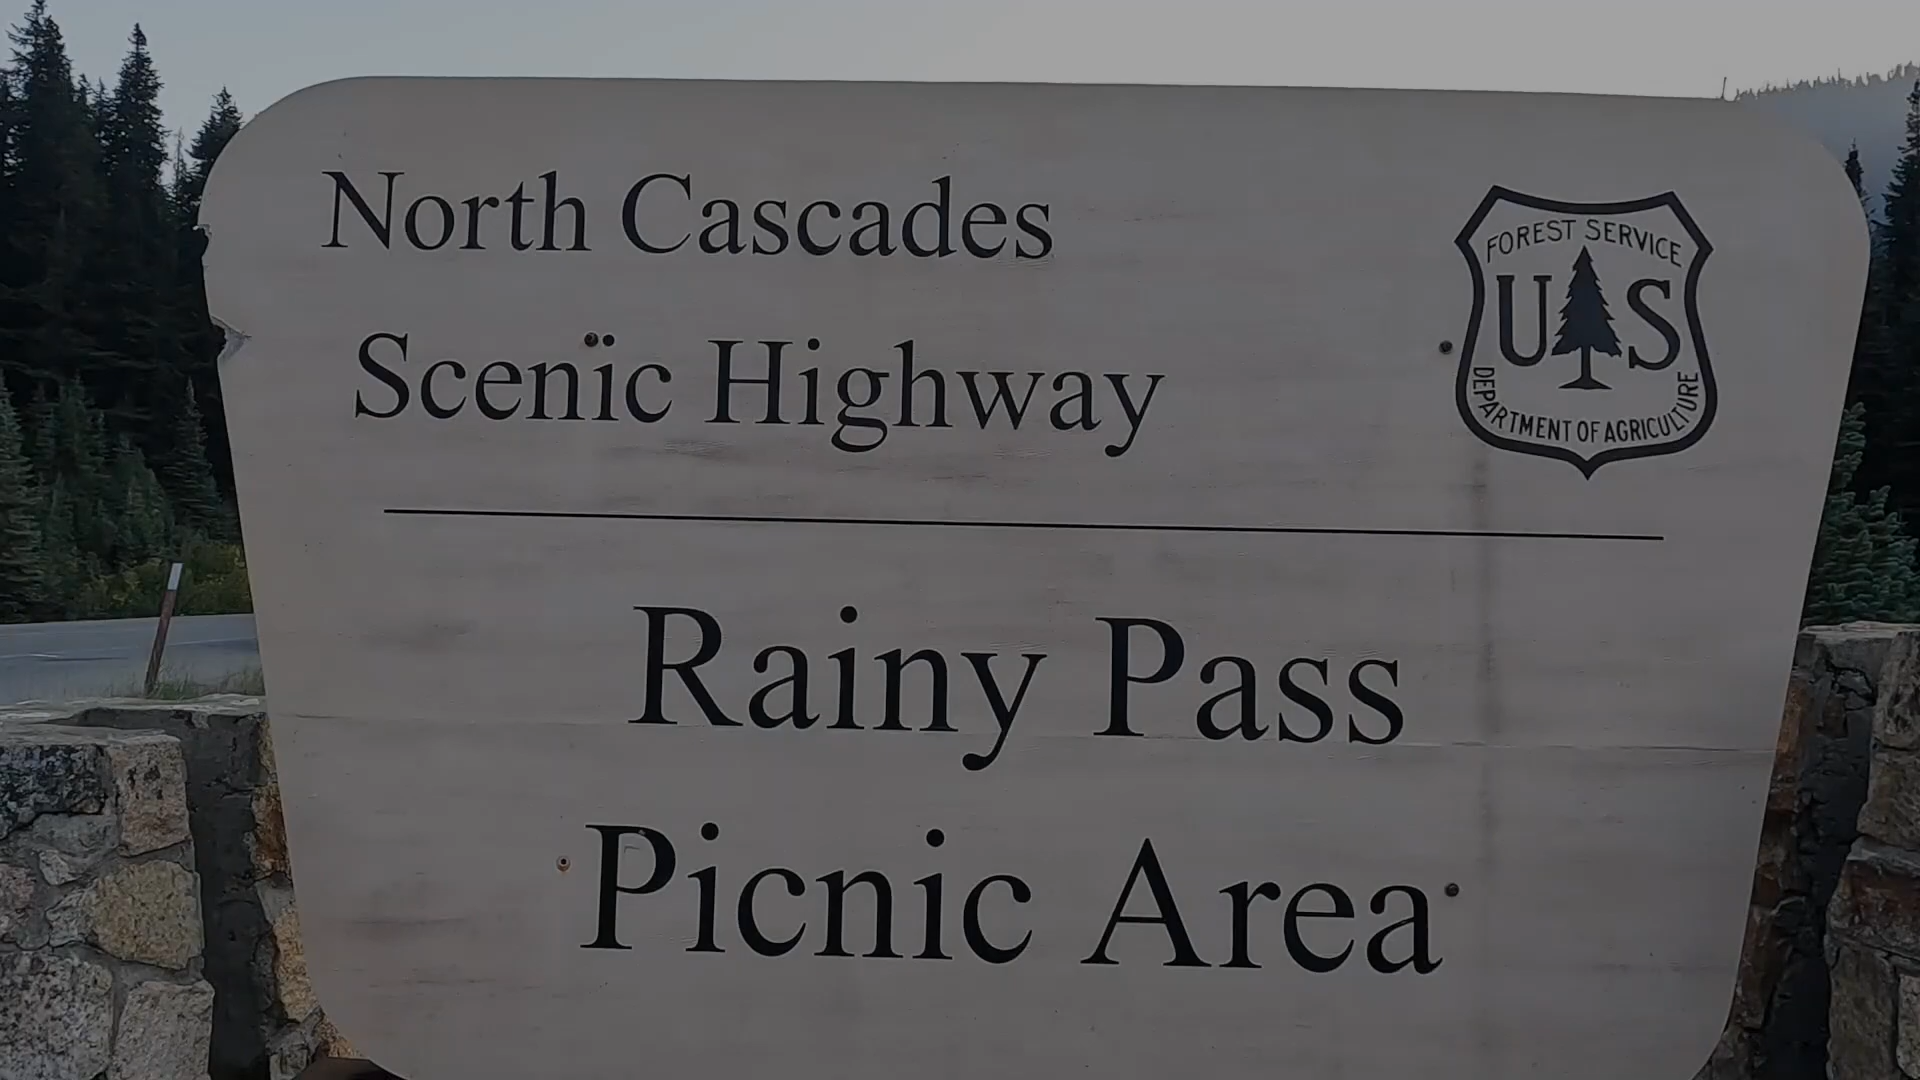 North Cascades
Scenic Highway
FOREST SERVICE
U S
DEPARTMENT OF AGRICULTURE
Rainy Pass
Picnic Area